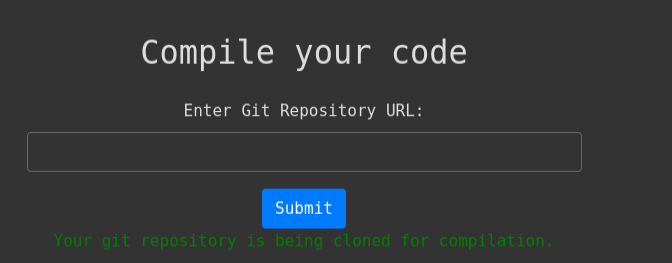 Compile your code
Enter Git Repository URL:
Submit
Your git repository is being cloned for compilation.